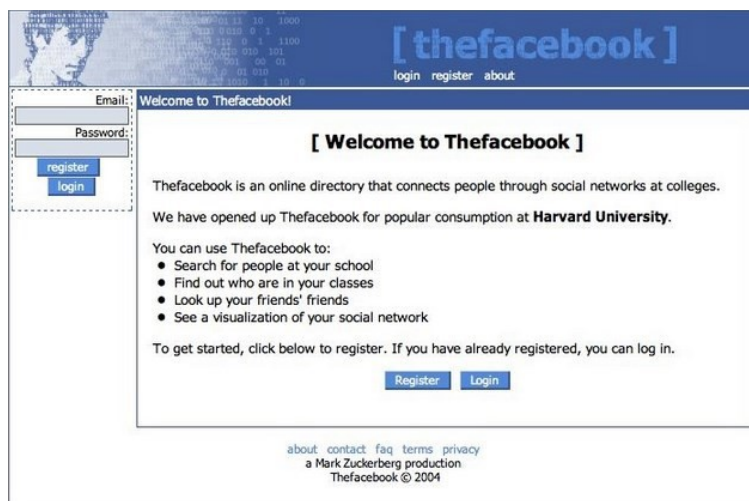 [ thefacebook ]
login register about
Email:
Password:
register
login
Welcome to Thefacebook!
[ Welcome to Thefacebook ]
Thefacebook is an online directory that connects people through social networks at colleges.
We have opened up Thefacebook for popular consumption at Harvard University.
You can use Thefacebook to:
• Search for people at your school
• Find out who are in your classes
• Look up your friends' friends
• See a visualization of your social network
To get started, click below to register. If you have already registered, you can log in.
Register Login
about contact faq terms privacy
a Mark Zuckerberg production
Thefacebook © 2004